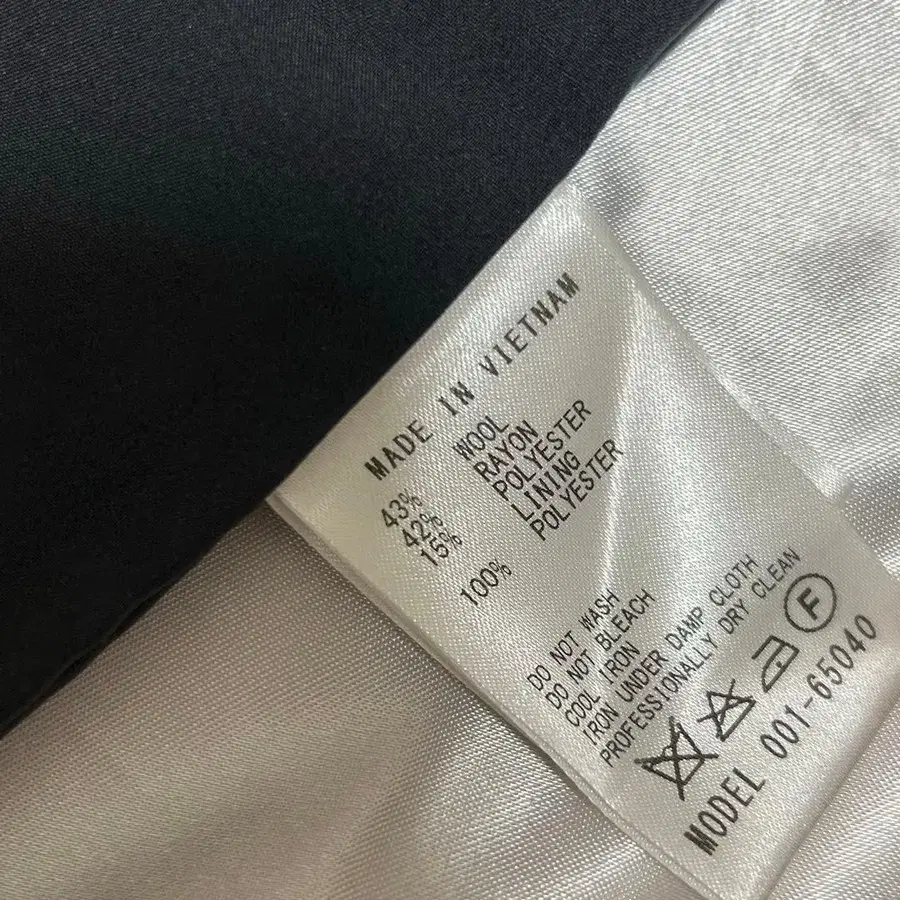 MADE IN VIETNAM
43% WOOL
42% RAYON
15% POLYESTER
LINING
100% POLYESTER
DO NOT WASH
DO NOT BLEACH
COOL IRON
IRON UNDER DAMP CLOTH
PROFESSIONALLY DRY CLEAN
F
MODEL 001-65040